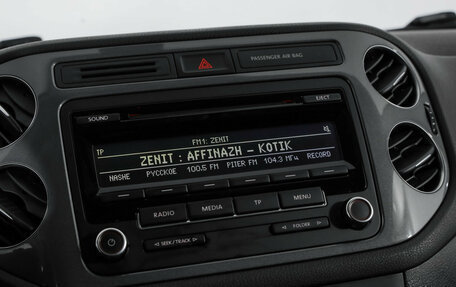 PASSENGER AIR BAG
SOUND
EJECT
FM1: ZENIT
TP
ZENIT : AFFINAZH - KOTIK
NASHE РУССКОЕ 100.5 FM PITER FM 104.3 МГц RECORD
RADIO MEDIA TP MENU
SEEK/TRACK
FOLDER